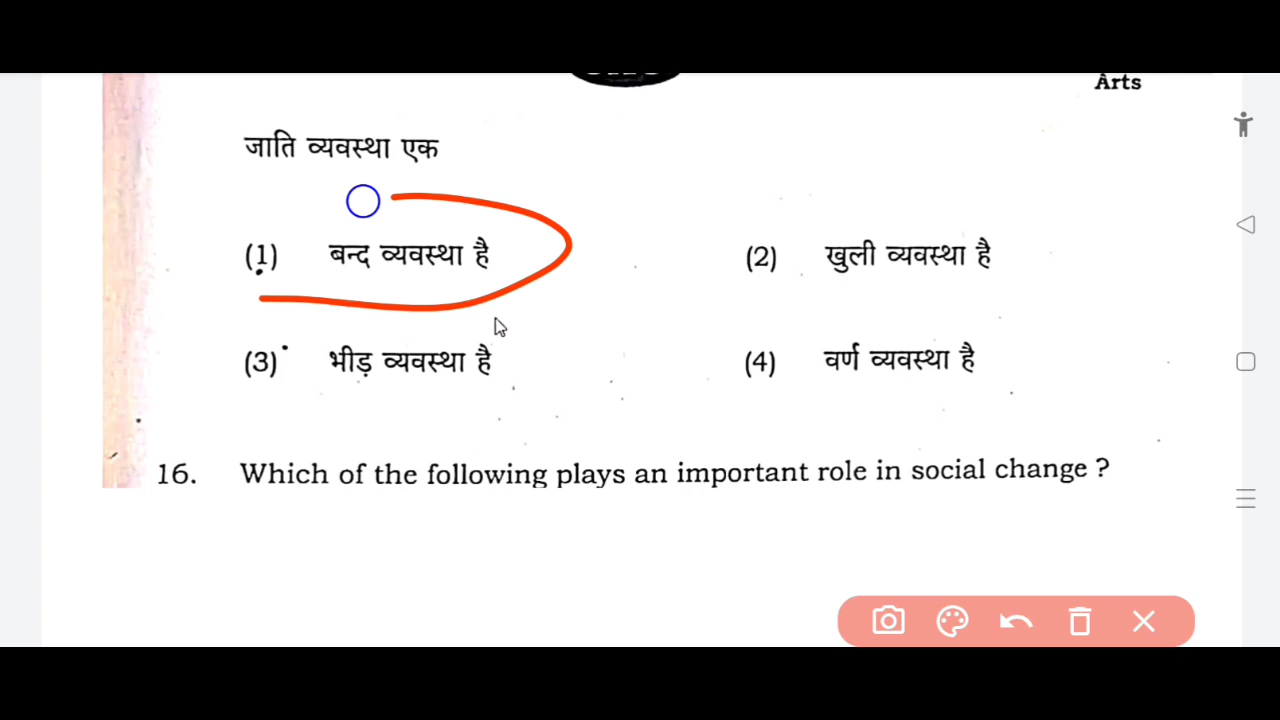 Arts
जाति व्यवस्था एक
(1) बन्द व्यवस्था है (2) खुली व्यवस्था है
(3) भीड़ व्यवस्था है (4) वर्ण व्यवस्था है
16. Which of the following plays an important role in social change ?